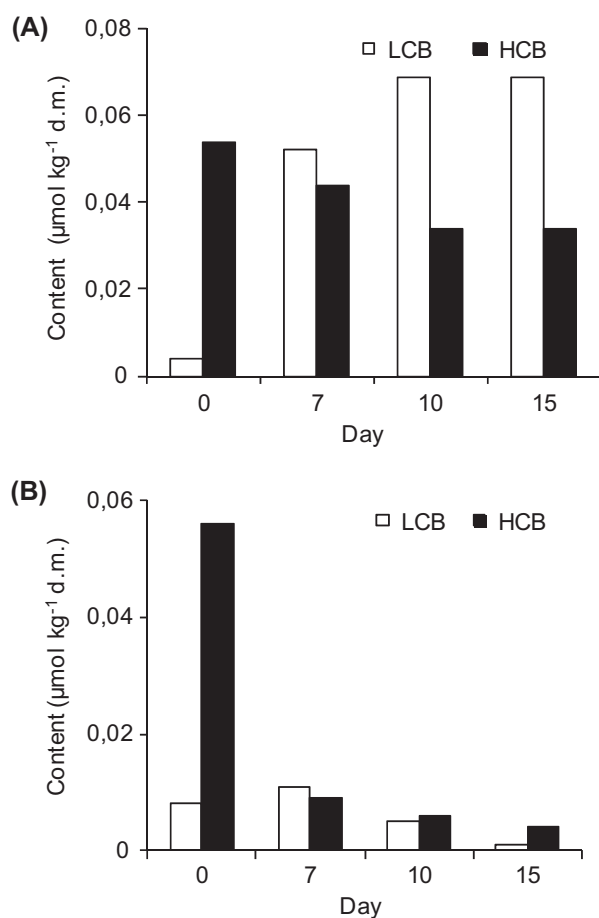 (A)
0,08
0,06
0,04
0,02
0
Content (µmol kg-1 d.m.)
LCB HCB
0 7 10 15
Day
(B)
0,06
0,04
0,02
0
Content (µmol kg-1 d.m.)
LCB HCB
0 7 10 15
Day